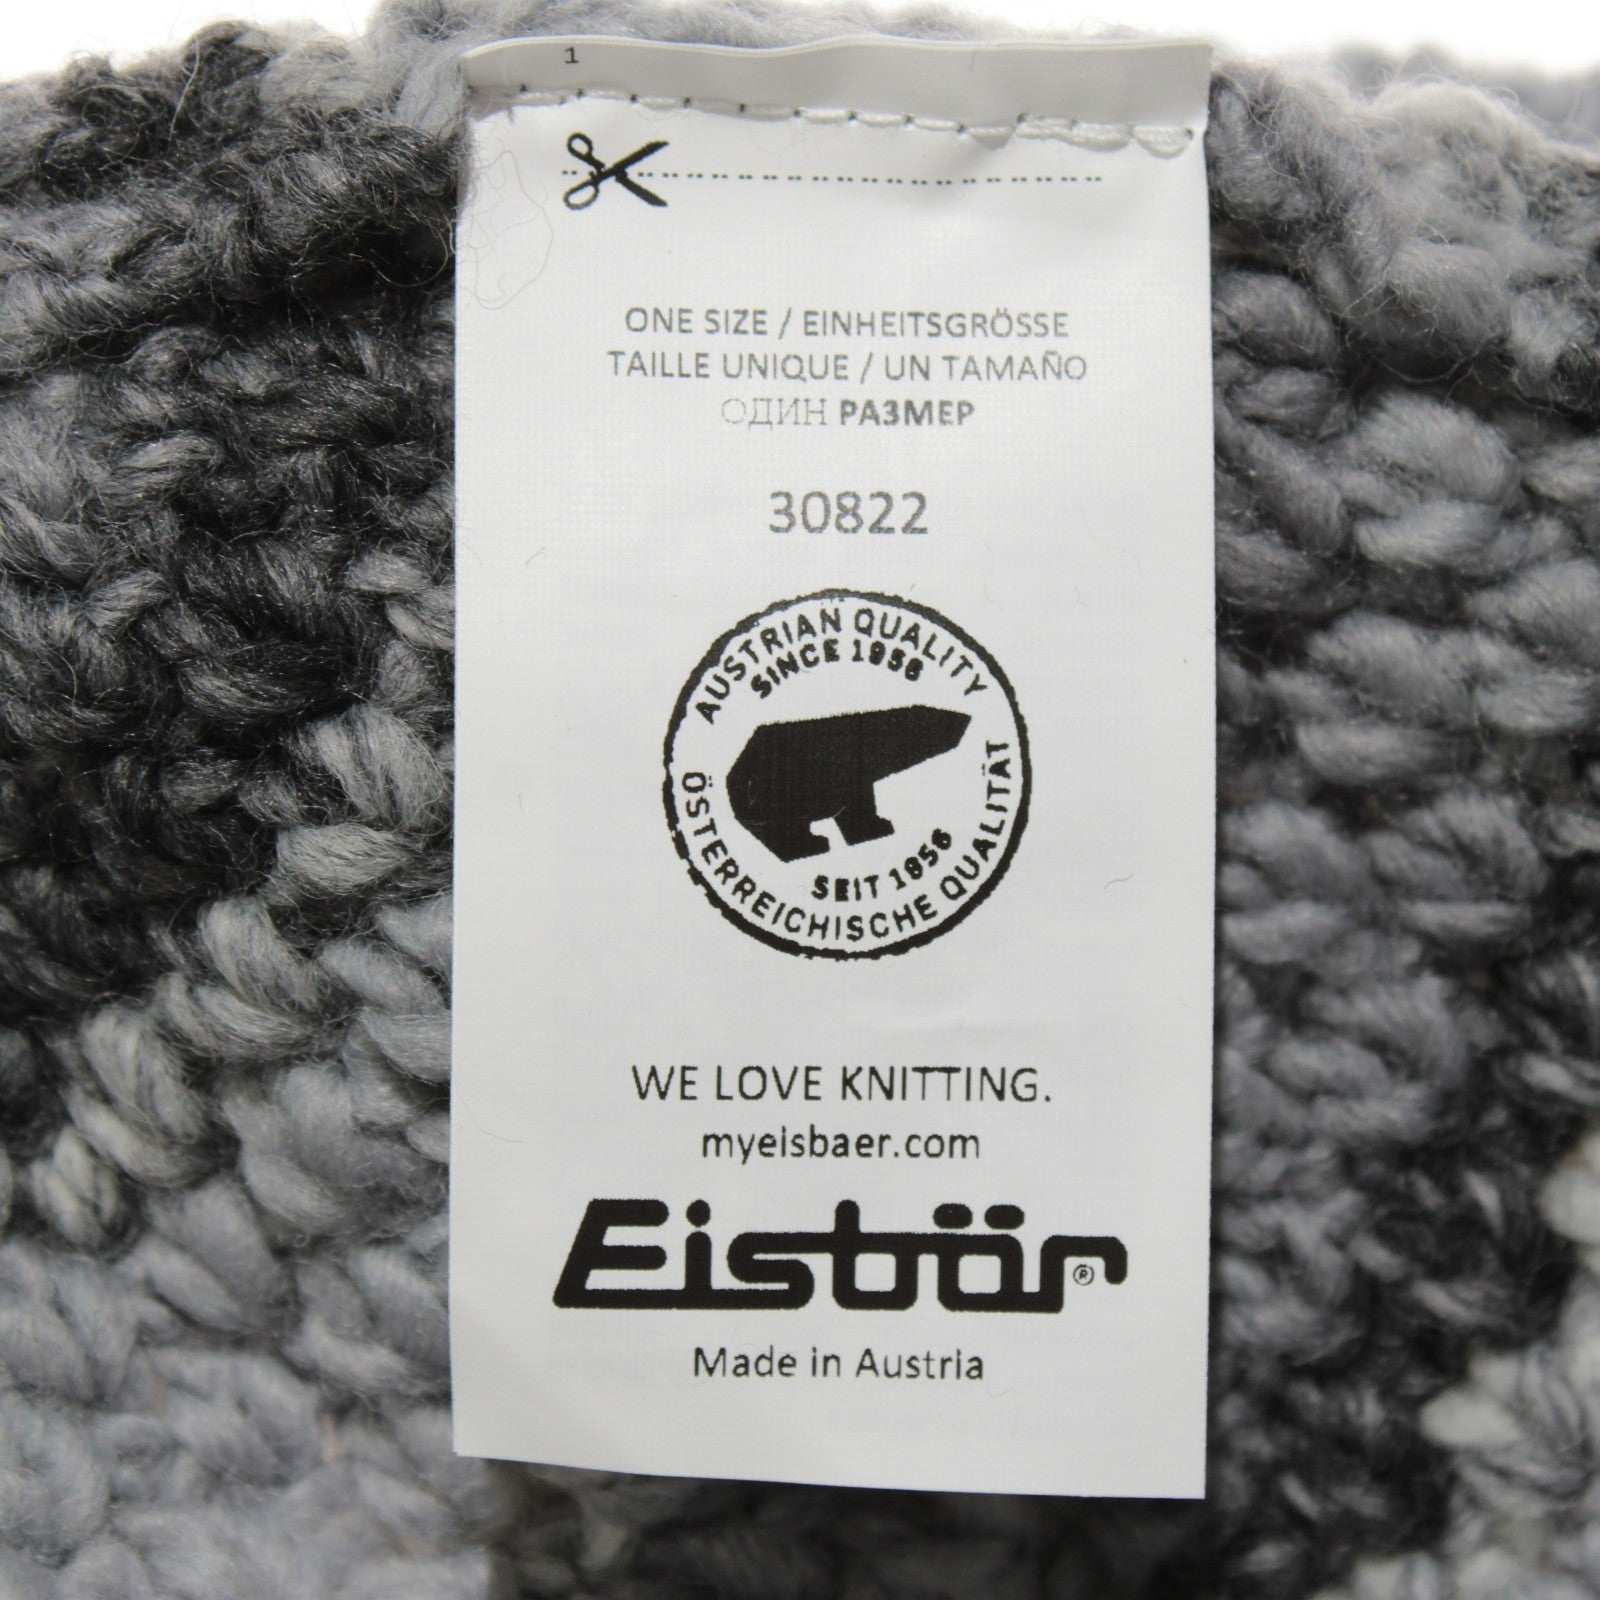 1
ONE SIZE / EINHEITSGRÖSSE
TAILLE UNIQUE / UN TAMAÑO
ОДИН РАЗМЕР
30822
AUSTRIAN QUALITY
SINCE 1956
SEIT 1956
ÖSTERREICHISCHE QUALITÄT
WE LOVE KNITTING.
myeisbaer.com
Eisbär®
Made in Austria